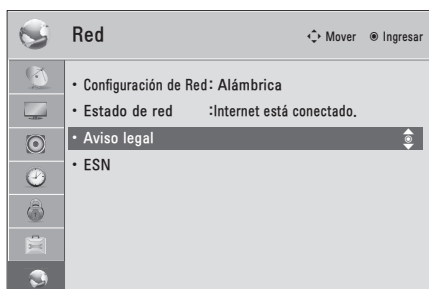 Red
Mover Ingresar
• Configuración de Red: Alámbrica
• Estado de red :Internet está conectado.
• Aviso legal
• ESN